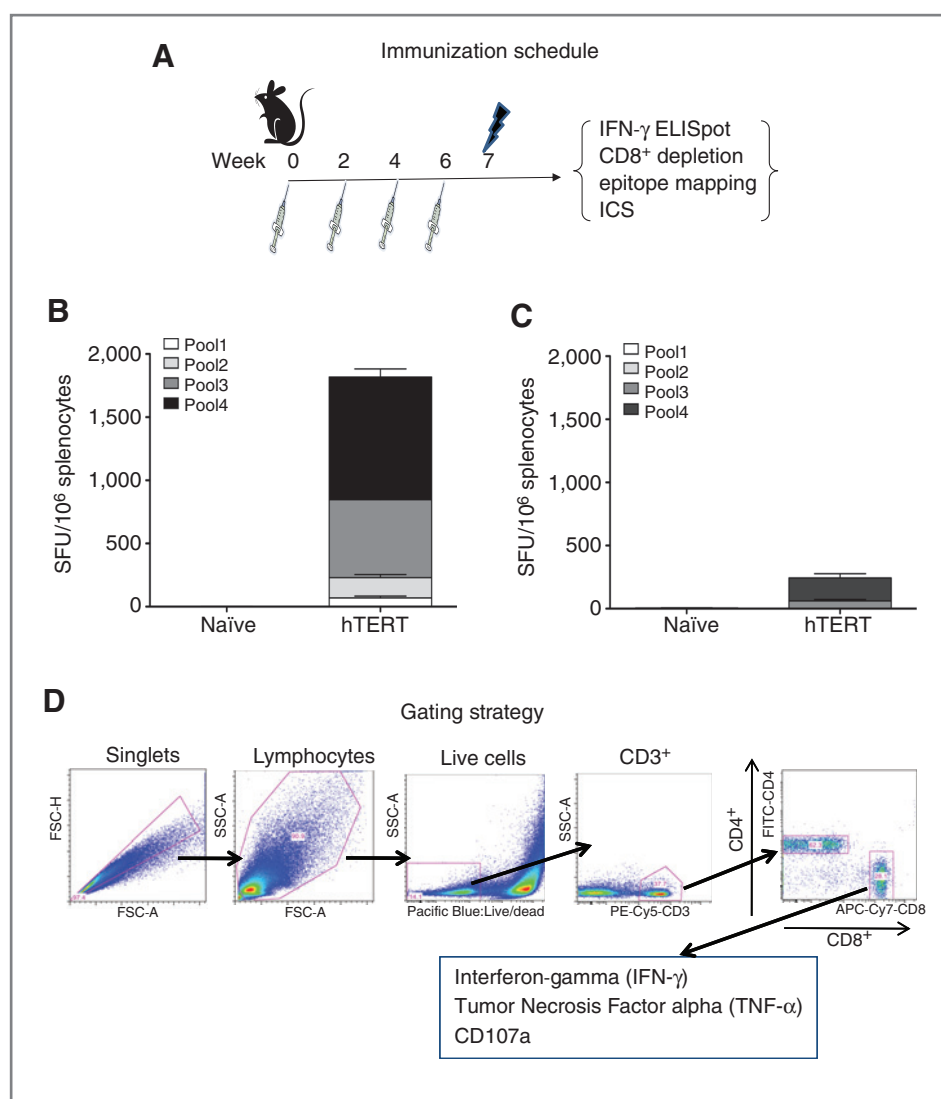 A
Immunization schedule
Week 0 2 4 6 7
IFN-γ ELISpot
CD8⁺ depletion
epitope mapping
ICS
B
SFU/10⁶ splenocytes
2,000
1,500
1,000
500
0
Pool1
Pool2
Pool3
Pool4
Naïve hTERT
C
SFU/10⁶ splenocytes
2,000
1,500
1,000
500
0
Pool1
Pool2
Pool3
Pool4
Naïve hTERT
D
Gating strategy
Singlets
FSC-H
FSC-A
Lymphocytes
SSC-A
FSC-A
Live cells
SSC-A
Pacific Blue:Live/dead
CD3⁺
SSC-A
PE-Cy5-CD3
CD4⁺
FITC-CD4
APC-Cy7-CD8
CD8⁺
Interferon-gamma (IFN-γ)
Tumor Necrosis Factor alpha (TNF-α)
CD107a